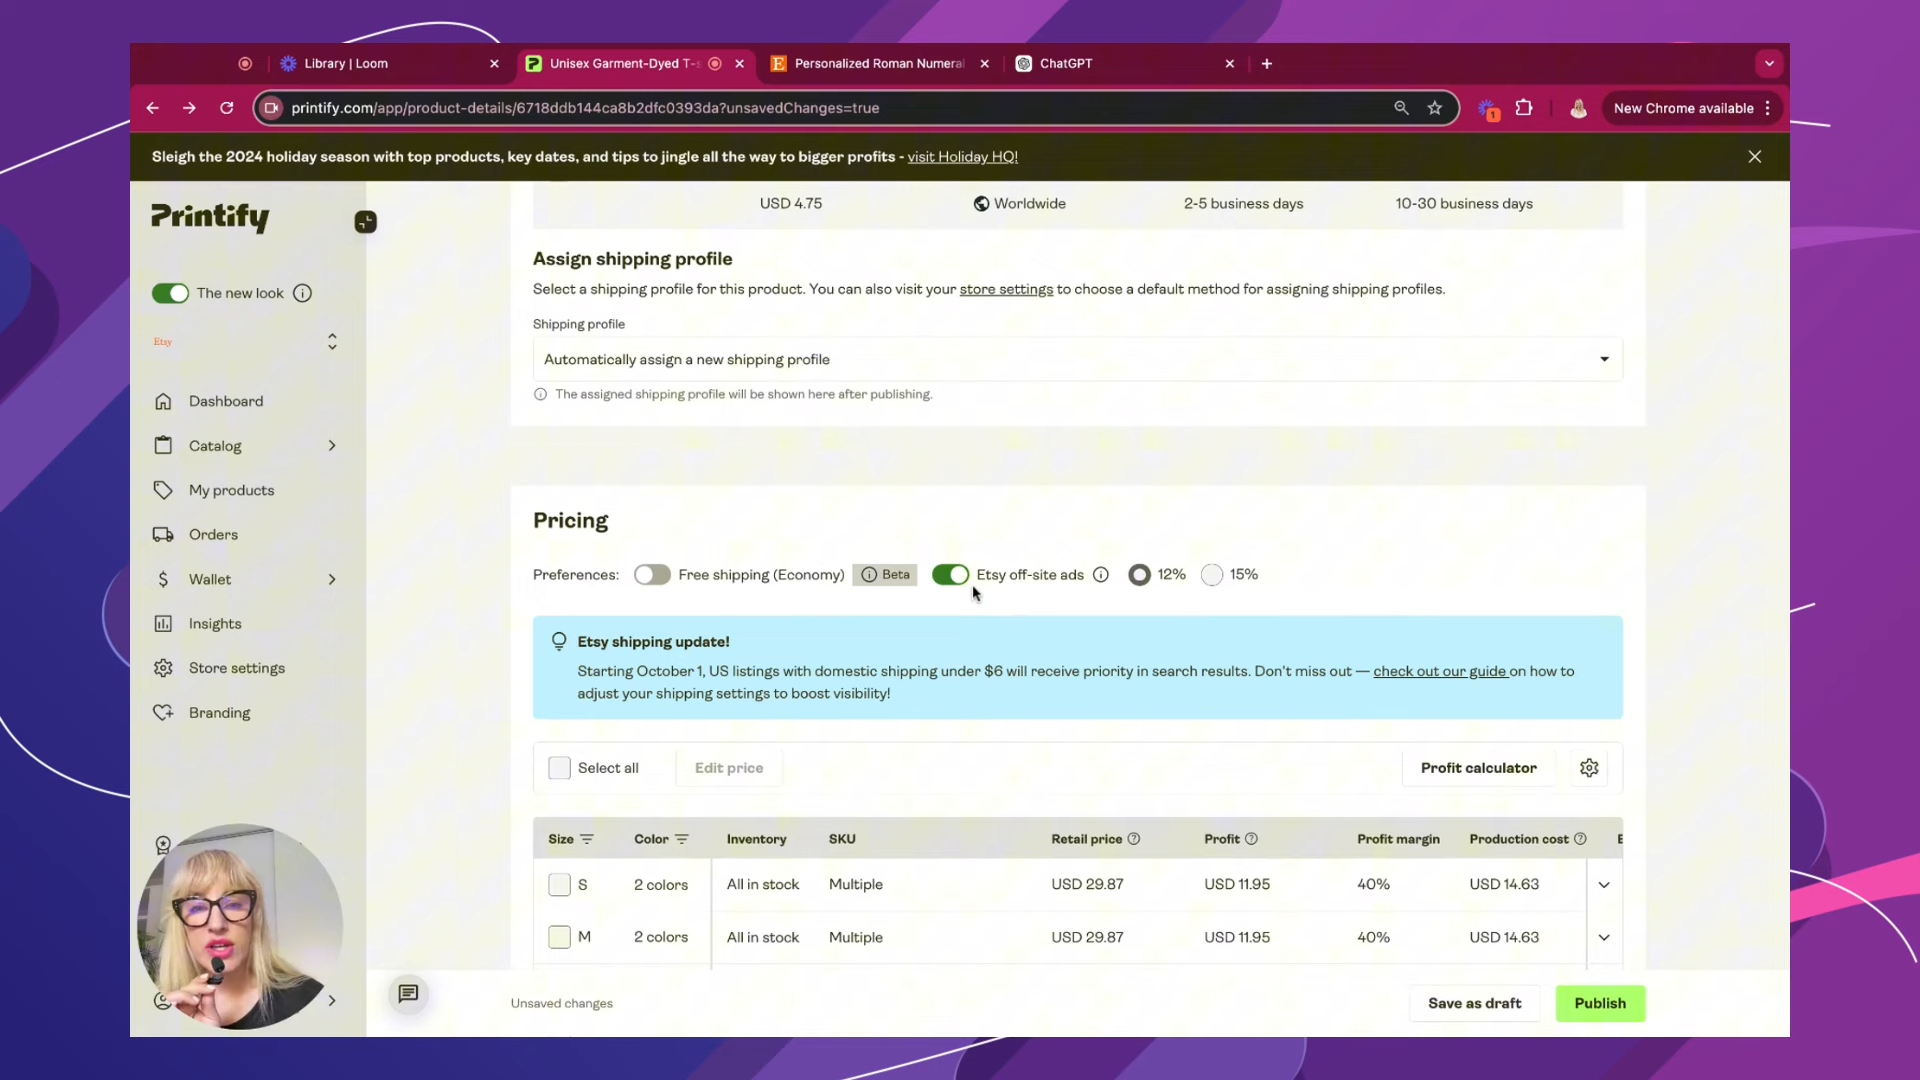 Library | Loom
Unisex Garment-Dyed T-s
Personalized Roman Numeral
ChatGPT
printify.com/app/product-details/6718ddb144ca8b2dfc0393da?unsavedChanges=true
1
New Chrome available
Sleigh the 2024 holiday season with top products, key dates, and tips to jingle all the way to bigger profits - visit Holiday HQ!
Printify
The new look
Etsy
Dashboard
Catalog
My products
Orders
Wallet
Insights
Store settings
Branding
USD 4.75 Worldwide 2-5 business days 10-30 business days
Assign shipping profile
Select a shipping profile for this product. You can also visit your store settings to choose a default method for assigning shipping profiles.
Shipping profile
Automatically assign a new shipping profile
The assigned shipping profile will be shown here after publishing.
Pricing
Preferences: Free shipping (Economy) Beta Etsy off-site ads 12% 15%
Etsy shipping update!
Starting October 1, US listings with domestic shipping under $6 will receive priority in search results. Don't miss out — check out our guide on how to
adjust your shipping settings to boost visibility!
Select all Edit price Profit calculator
Size Color Inventory SKU Retail price Profit Profit margin Production cost
S 2 colors All in stock Multiple USD 29.87 USD 11.95 40% USD 14.63
M 2 colors All in stock Multiple USD 29.87 USD 11.95 40% USD 14.63
Unsaved changes Save as draft Publish